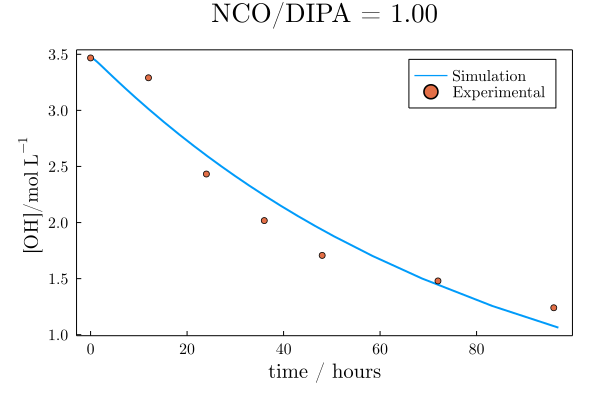 NCO/DIPA = 1.00
3.5
3.0
2.5
2.0
1.5
1.0
[OH]/mol L⁻¹
Simulation
Experimental
0 20 40 60 80
time / hours